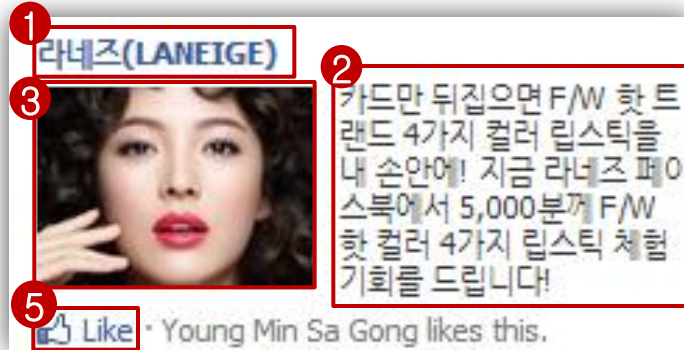 1
라네즈(LANEIGE)
3
2
카드만 뒤집으면 F/W 핫 트
랜드 4가지 컬러 립스틱을
내 손안에! 지금 라네즈 페이
스북에서 5,000분께 F/W
핫 컬러 4가지 립스틱 체험
기회를 드립니다!
5
Like · Young Min Sa Gong likes this.